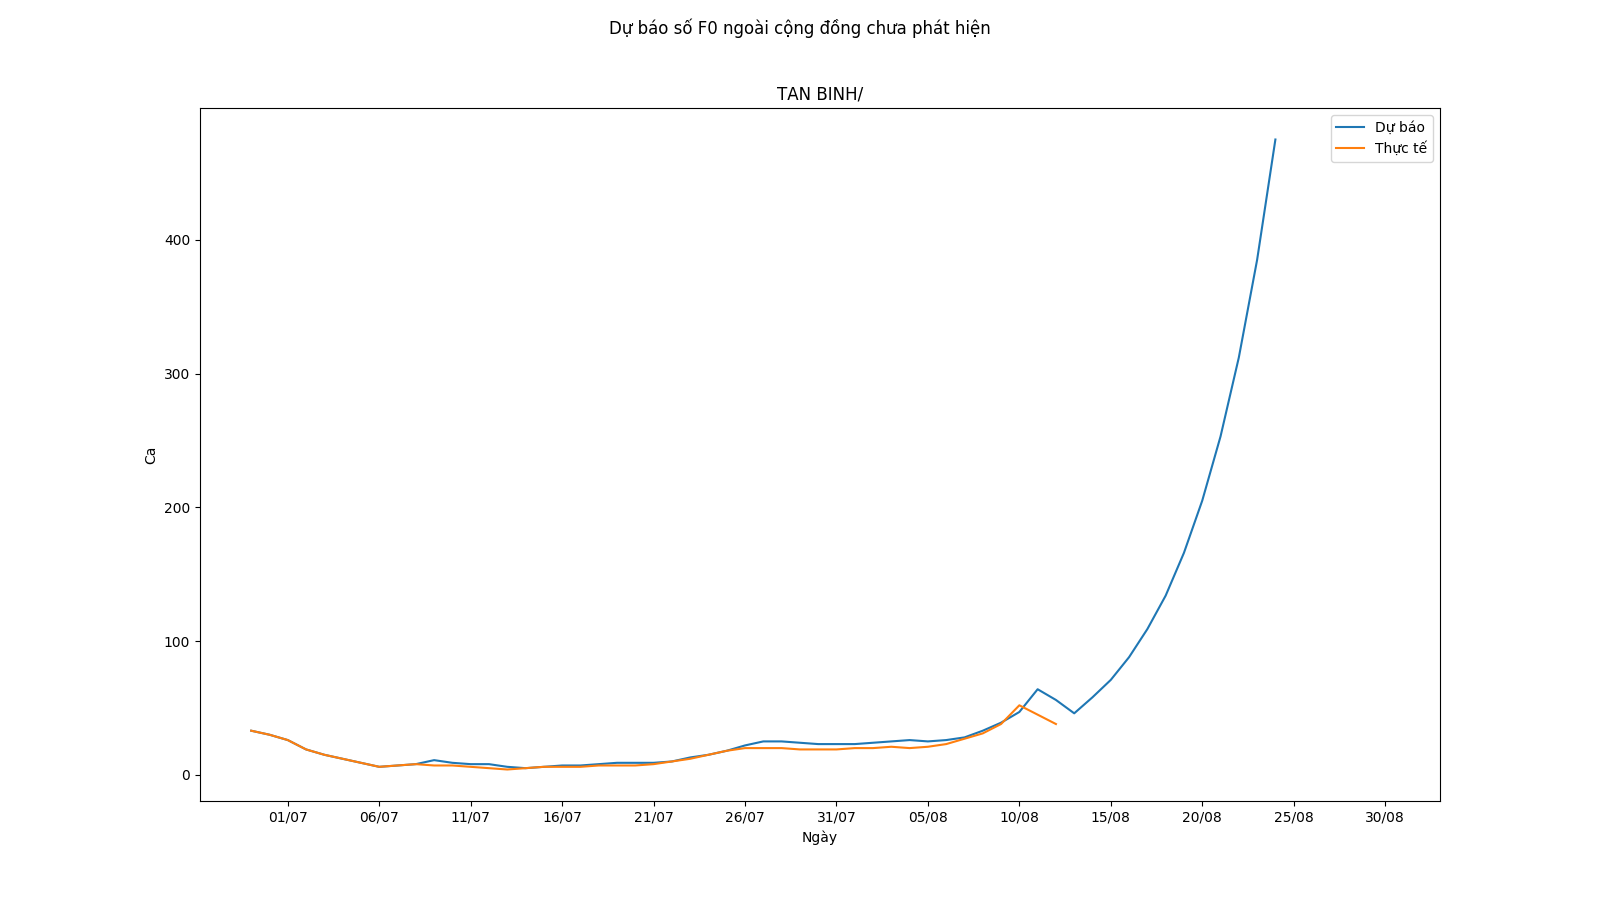 Dự báo số F0 ngoài cộng đồng chưa phát hiện
TAN BINH/
Dự báo
Thực tế
400
300
200
100
0
Ca
01/07 06/07 11/07 16/07 21/07 26/07 31/07 05/08 10/08 15/08 20/08 25/08 30/08
Ngày